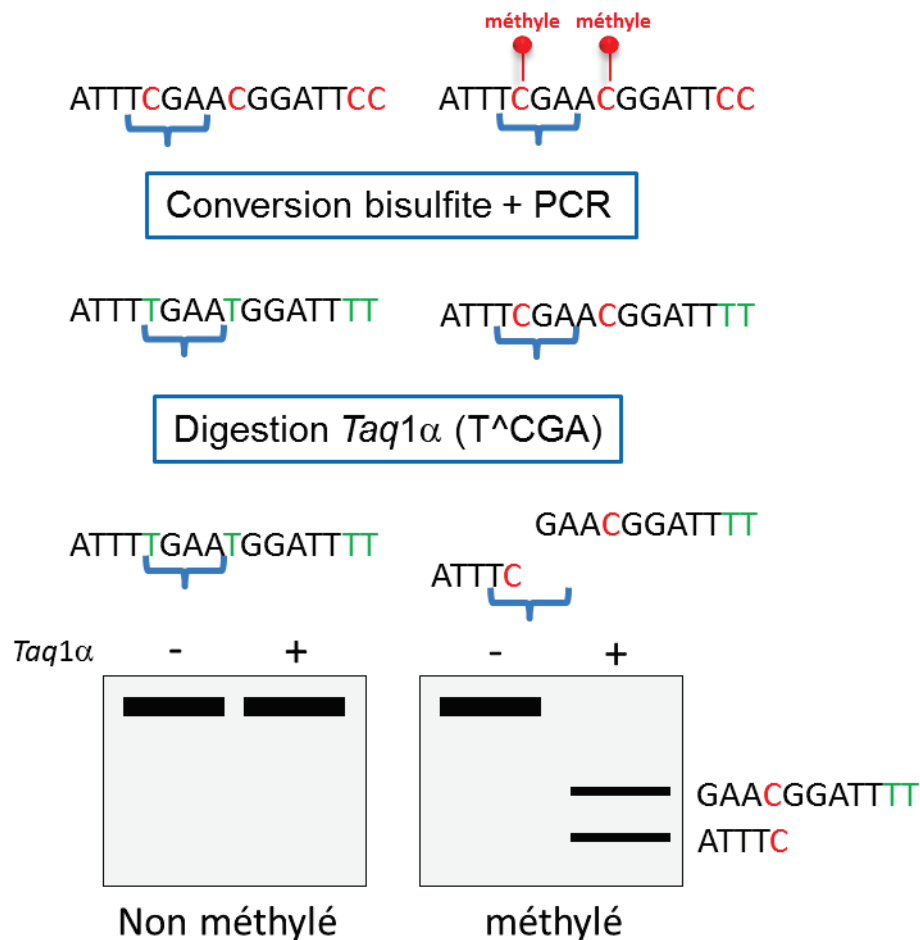 méthyle méthyle
ATTTCGAACGGATTCC ATTTCGAACGGATTCC
Conversion bisulfite + PCR
ATTTTGAATGGATTTT ATTTCGAACGGATTTT
Digestion Taq1α (T^CGA)
GAACGGATTTT
ATTTTGAATGGATTTT
ATTTC
Taq1α - + - +
GAACGGATTTT
ATTTC
Non méthylé méthylé